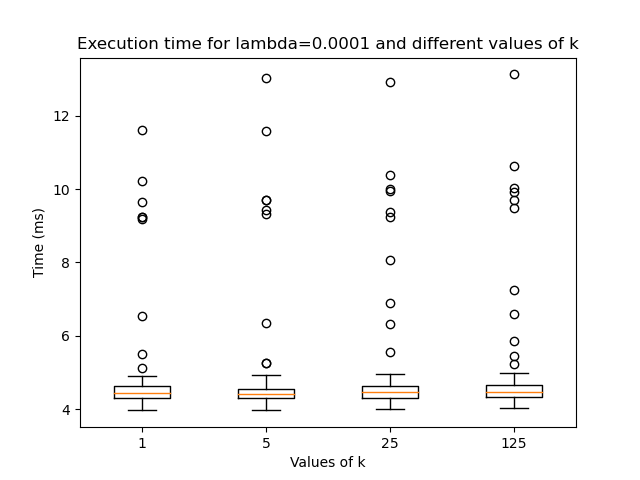 Execution time for lambda=0.0001 and different values of k
12
10
8
6
4
Time (ms)
1 5 25 125
Values of k